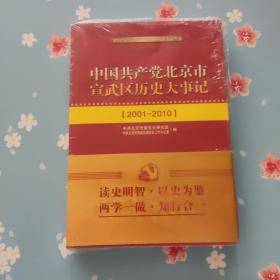 中国共产党北京市
宣武区历史大事记
【2001-2010】
读史明智·以史为鉴
两学一做·知行合一